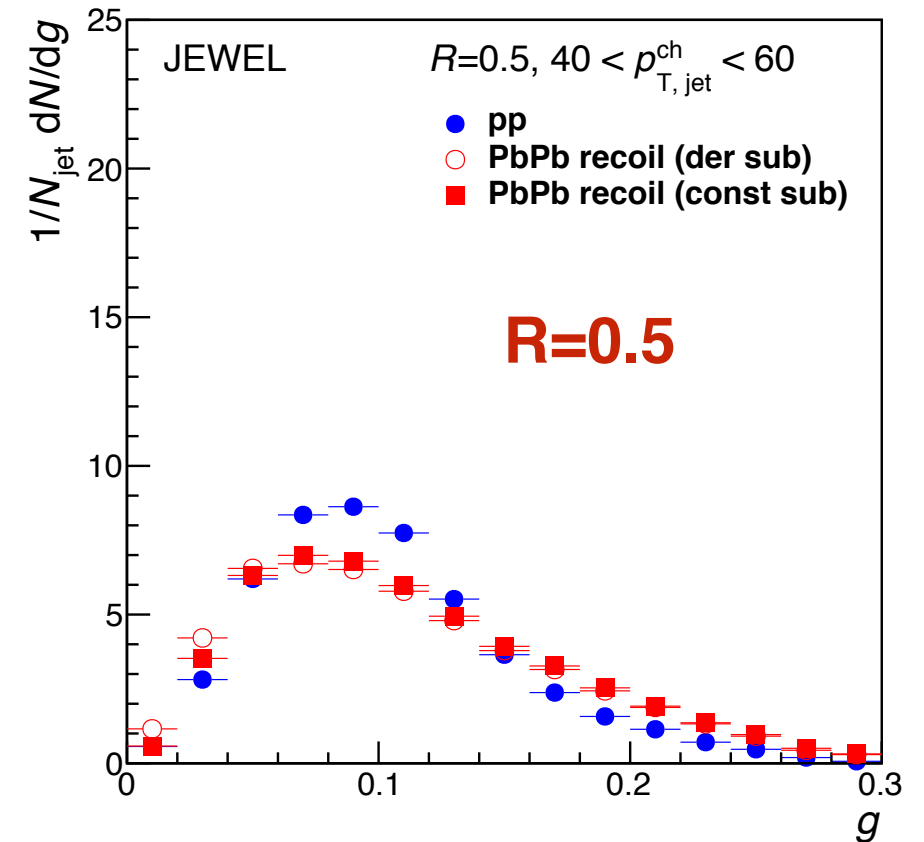 25
20
15
10
5
0
1/N_jet dN/dg
JEWEL
R=0.5, 40 < p^ch_T, jet < 60
pp
PbPb recoil (der sub)
PbPb recoil (const sub)
R=0.5
0 0.1 0.2 0.3
g